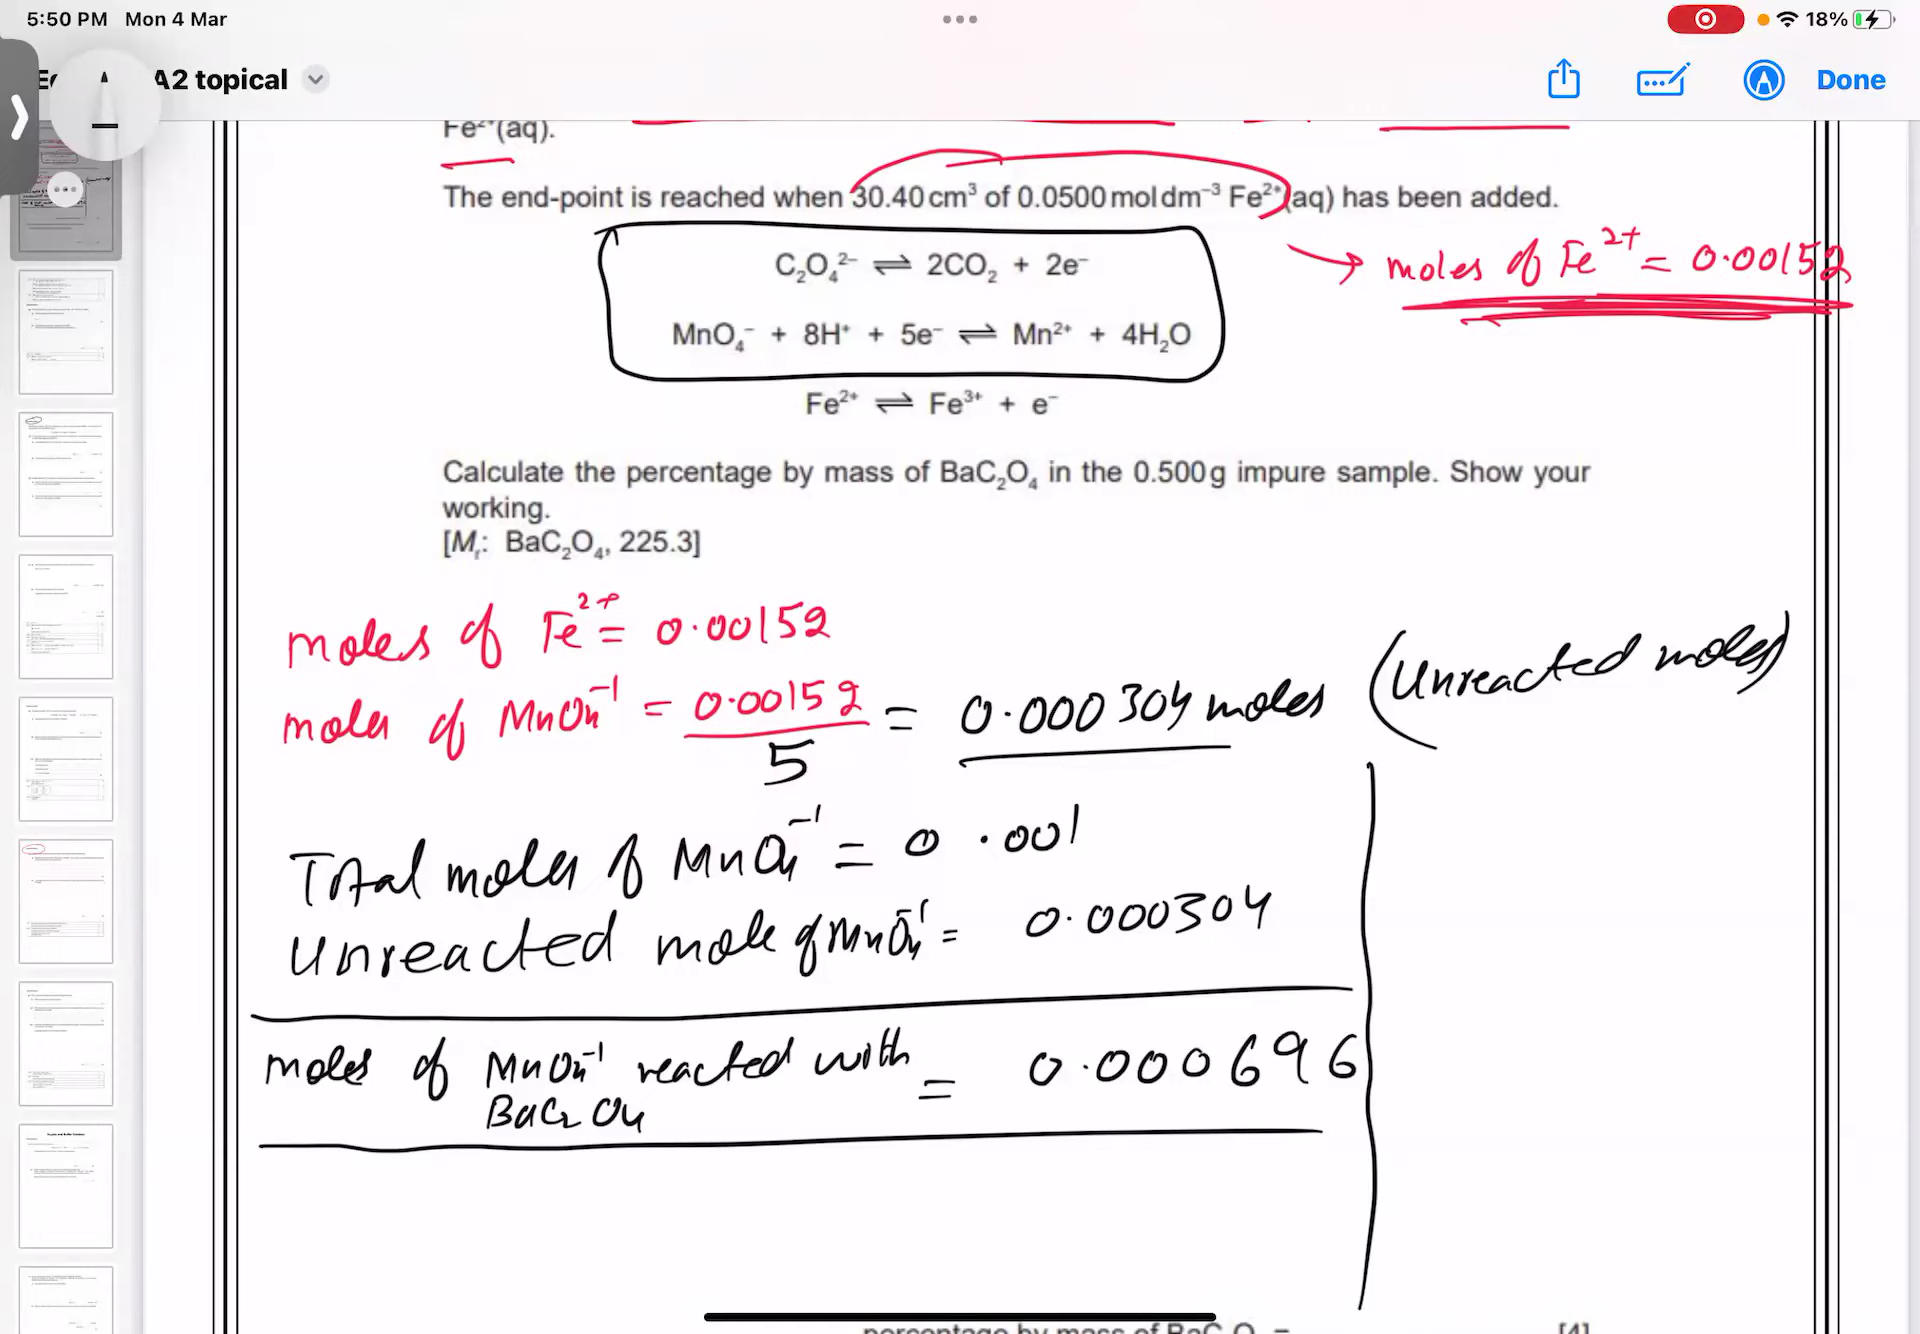 5:50 PM Mon 4 Mar
18%
A2 topical
Done
Fe²⁺(aq).
The end-point is reached when 30.40 cm³ of 0.0500 mol dm⁻³ Fe²⁺(aq) has been added.
C₂O₄²⁻ ⇌ 2CO₂ + 2e⁻
→ moles of Fe²⁺ = 0.00152
MnO₄⁻ + 8H⁺ + 5e⁻ ⇌ Mn²⁺ + 4H₂O
Fe²⁺ ⇌ Fe³⁺ + e⁻
Calculate the percentage by mass of BaC₂O₄ in the 0.500 g impure sample. Show your
working.
[Mᵣ: BaC₂O₄, 225.3]
moles of Fe²⁺ = 0.00152
moles of MnO₄⁻¹ = 0.00152 / 5 = 0.000304 moles (Unreacted moles)
Total moles of MnO₄⁻¹ = 0.001
Unreacted mole of MnO₄⁻¹ = 0.000304
moles of MnO₄⁻¹ reacted with = 0.000696
BaC₂O₄
percentage by mass of BaC₂O₄ = [4]